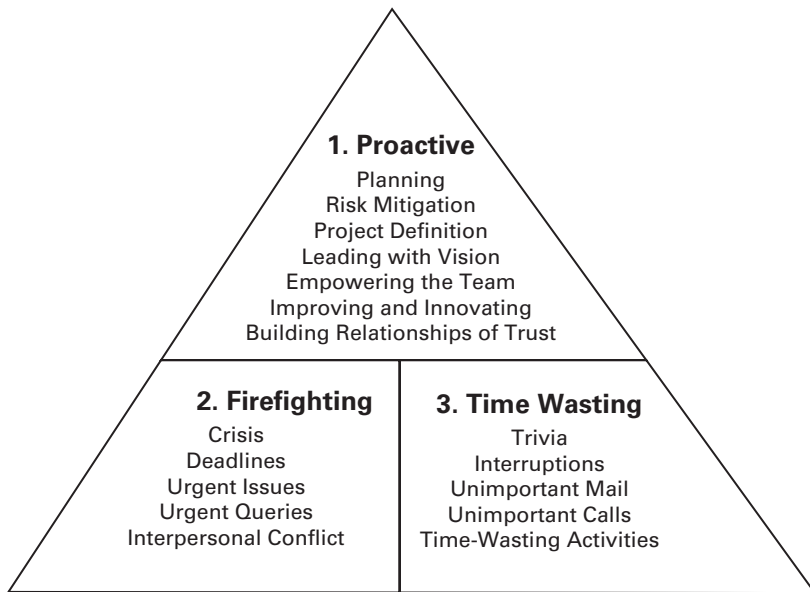 1. Proactive
Planning
Risk Mitigation
Project Definition
Leading with Vision
Empowering the Team
Improving and Innovating
Building Relationships of Trust
2. Firefighting
Crisis
Deadlines
Urgent Issues
Urgent Queries
Interpersonal Conflict
3. Time Wasting
Trivia
Interruptions
Unimportant Mail
Unimportant Calls
Time-Wasting Activities